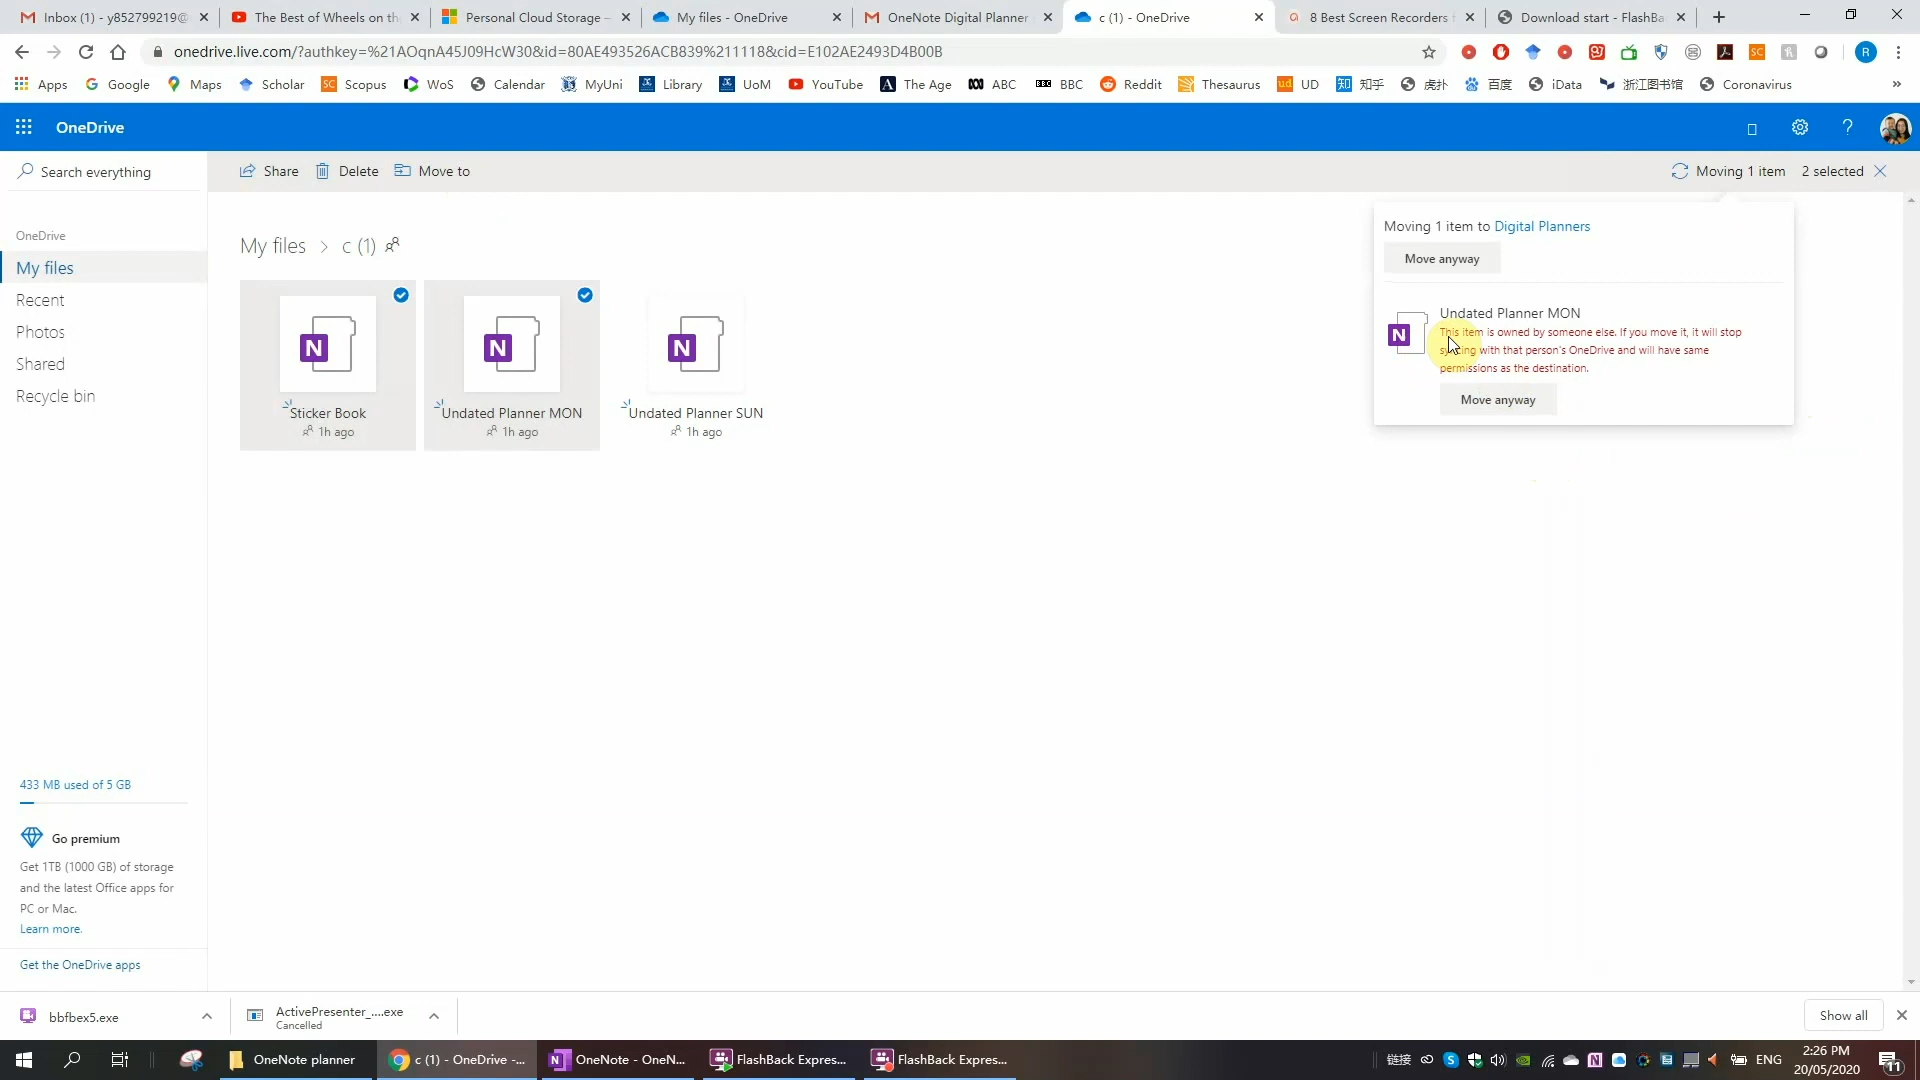 Inbox (1) - y852799219@
The Best of Wheels on th
Personal Cloud Storage –
My files - OneDrive
OneNote Digital Planner
c (1) - OneDrive
8 Best Screen Recorders
Download start - FlashBa
onedrive.live.com/?authkey=%21AOqnA45J09HcW30&id=80AE493526ACB839%211118&cid=E102AE2493D4B00B
Apps
Google
Maps
Scholar
Scopus
WoS
Calendar
MyUni
Library
UoM
YouTube
The Age
ABC
BBC
Reddit
Thesaurus
UD
知乎
虎扑
百度
iData
浙江图书馆
Coronavirus
OneDrive
Search everything
Share
Delete
Move to
Moving 1 item
2 selected
OneDrive
My files
Recent
Photos
Shared
Recycle bin
My files > c (1)
Sticker Book
1h ago
Undated Planner MON
1h ago
Undated Planner SUN
1h ago
Moving 1 item to Digital Planners
Move anyway
Undated Planner MON
This item is owned by someone else. If you move it, it will stop
syncing with that person's OneDrive and will have same
permissions as the destination.
Move anyway
433 MB used of 5 GB
Go premium
Get 1TB (1000 GB) of storage
and the latest Office apps for
PC or Mac.
Learn more.
Get the OneDrive apps
bbfbex5.exe
ActivePresenter_....exe
Cancelled
Show all
OneNote planner
c (1) - OneDrive -...
OneNote - OneN...
FlashBack Expres...
FlashBack Expres...
链接
ENG
2:26 PM
20/05/2020
11